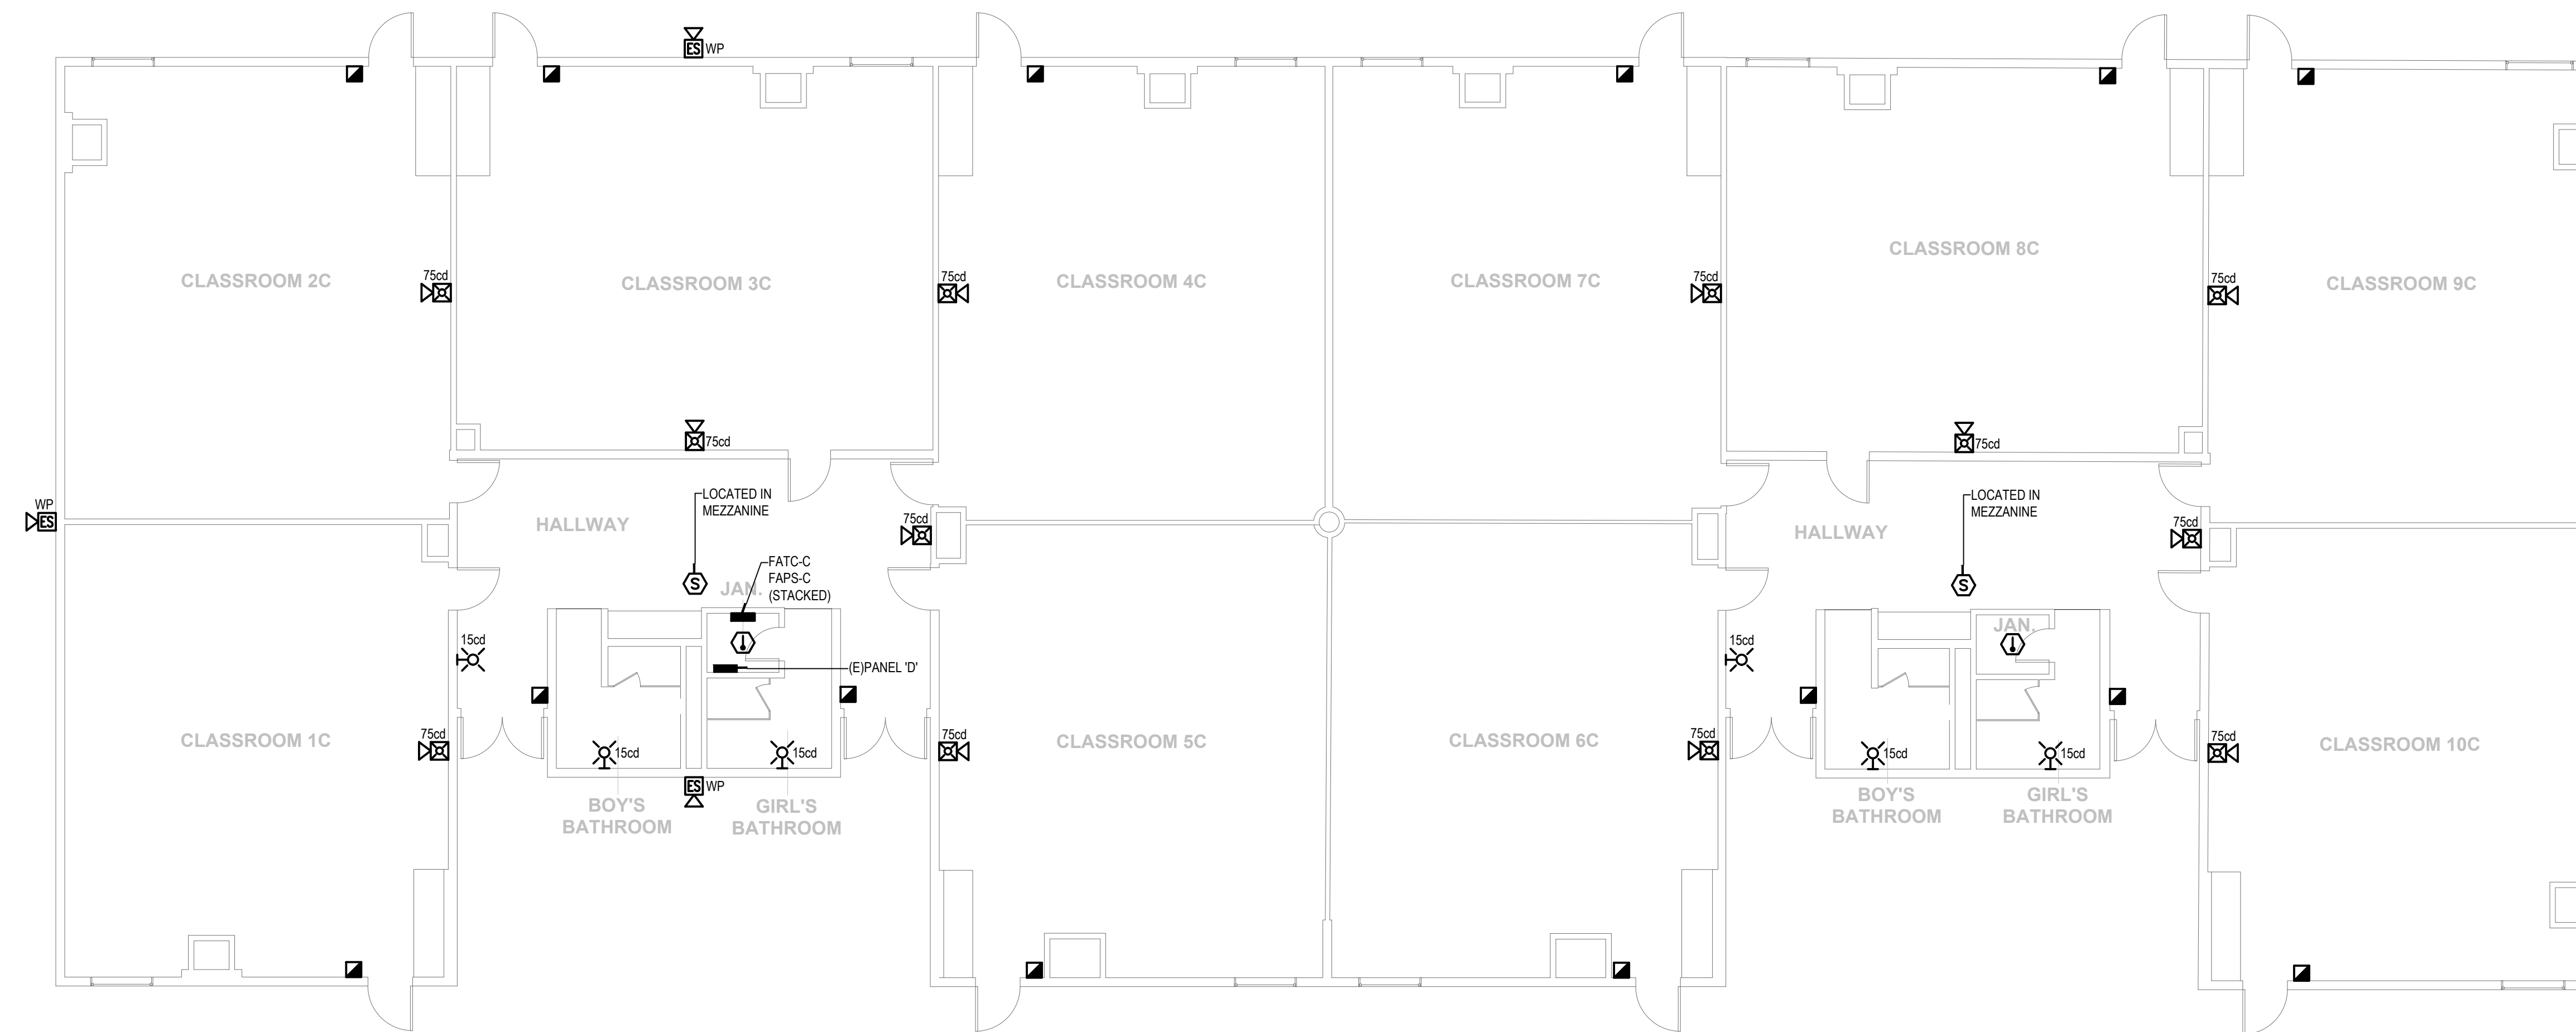 ES WP
CLASSROOM 2C
75cd
CLASSROOM 3C
75cd
CLASSROOM 4C
CLASSROOM 7C
75cd
CLASSROOM 8C
75cd
CLASSROOM 9C
75cd
75cd
WP
ES
HALLWAY
LOCATED IN
MEZZANINE
S
75cd
FATC-C
FAPS-C
(STACKED)
JAN.
(E)PANEL 'D'
HALLWAY
LOCATED IN
MEZZANINE
S
75cd
JAN.
15cd
15cd
CLASSROOM 1C
75cd
15cd
15cd
75cd
CLASSROOM 5C
CLASSROOM 6C
75cd
15cd
15cd
75cd
CLASSROOM 10C
ES WP
BOY'S
BATHROOM
GIRL'S
BATHROOM
BOY'S
BATHROOM
GIRL'S
BATHROOM